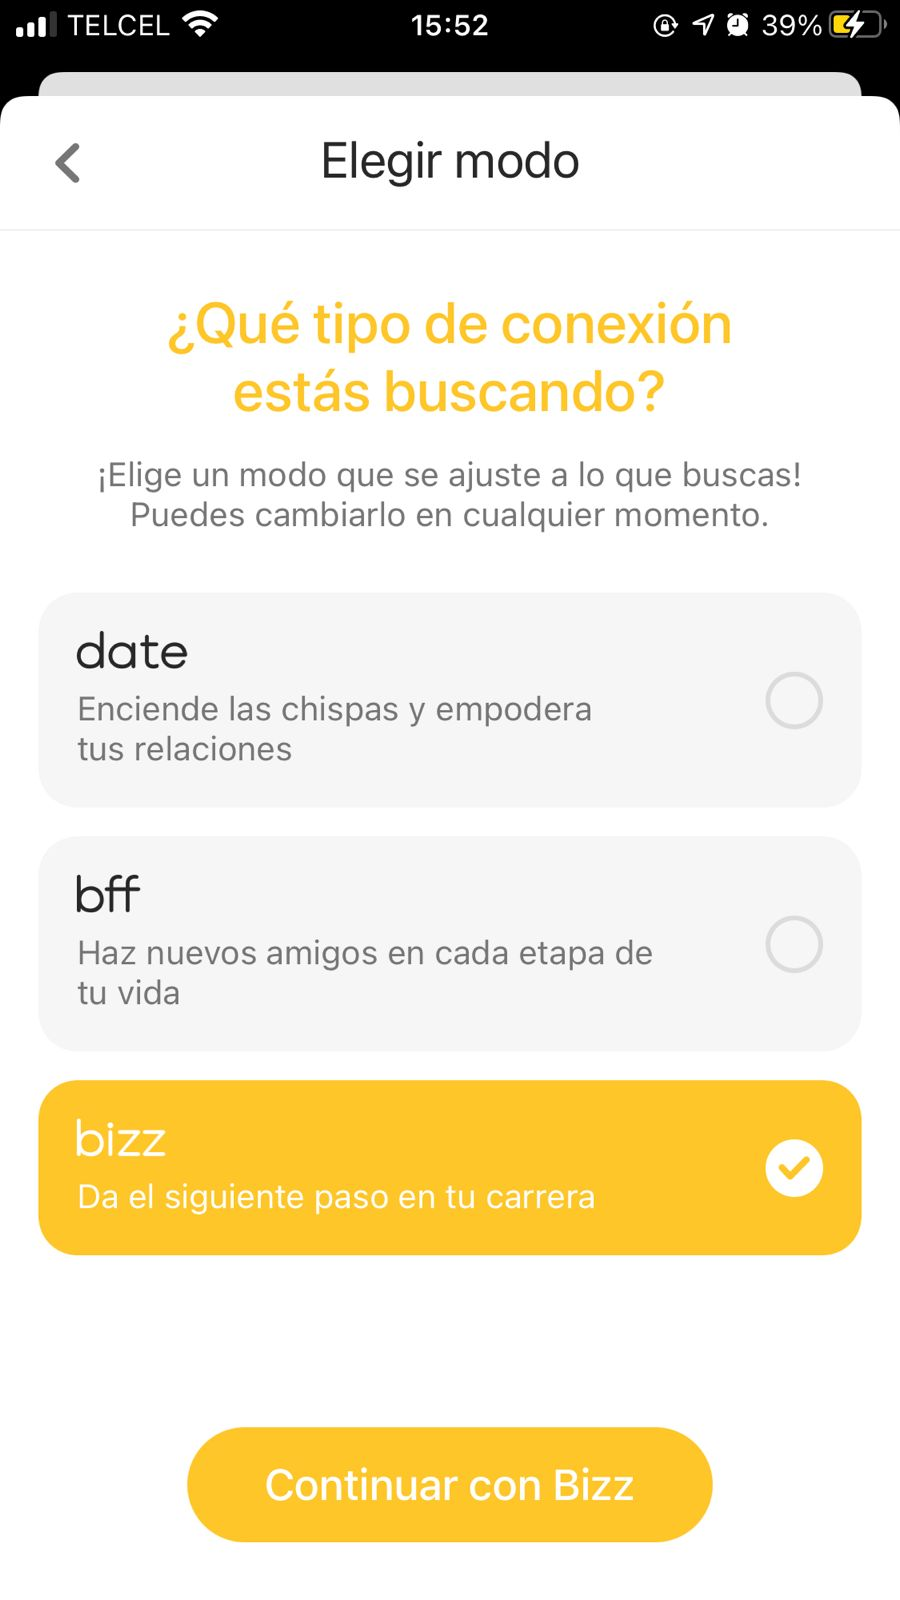 TELCEL 15:52 39%
Elegir modo
¿Qué tipo de conexión
estás buscando?
¡Elige un modo que se ajuste a lo que buscas!
Puedes cambiarlo en cualquier momento.
date
Enciende las chispas y empodera
tus relaciones
bff
Haz nuevos amigos en cada etapa de
tu vida
bizz
Da el siguiente paso en tu carrera
Continuar con Bizz